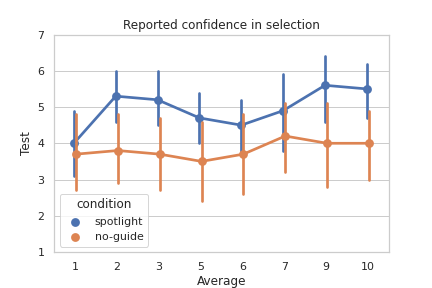 Reported confidence in selection
7
6
5
4
3
2
1
Test
condition
spotlight
no-guide
1 2 3 5 6 7 9 10
Average